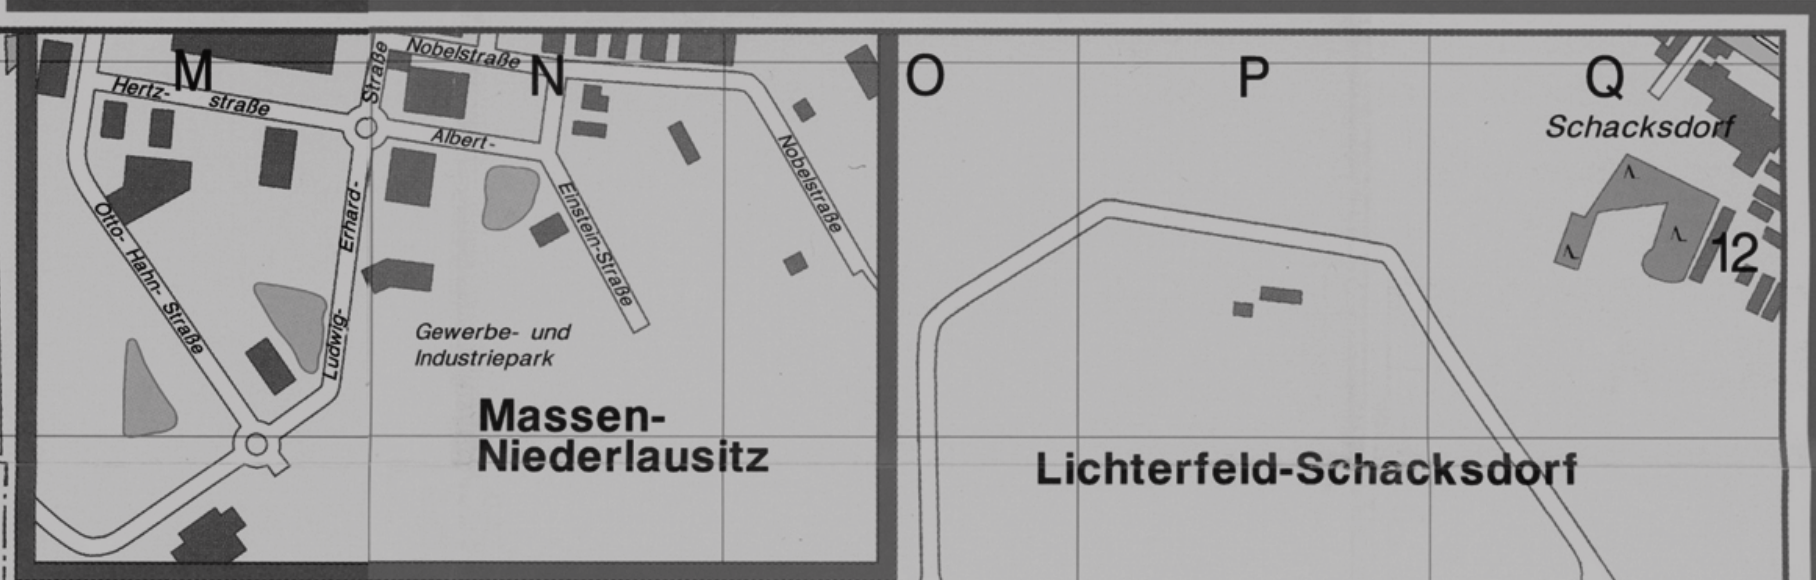 M
N
O
P
Q
Nobelstraße
Straße
Hertz-
straße
Albert-
Schacksdorf
Nobelstraße
Einstein-Straße
Erhard-
Otto- Hahn- Straße
12
Ludwig-
Gewerbe- und
Industriepark
Massen-
Niederlausitz
Lichterfeld-Schacksdorf